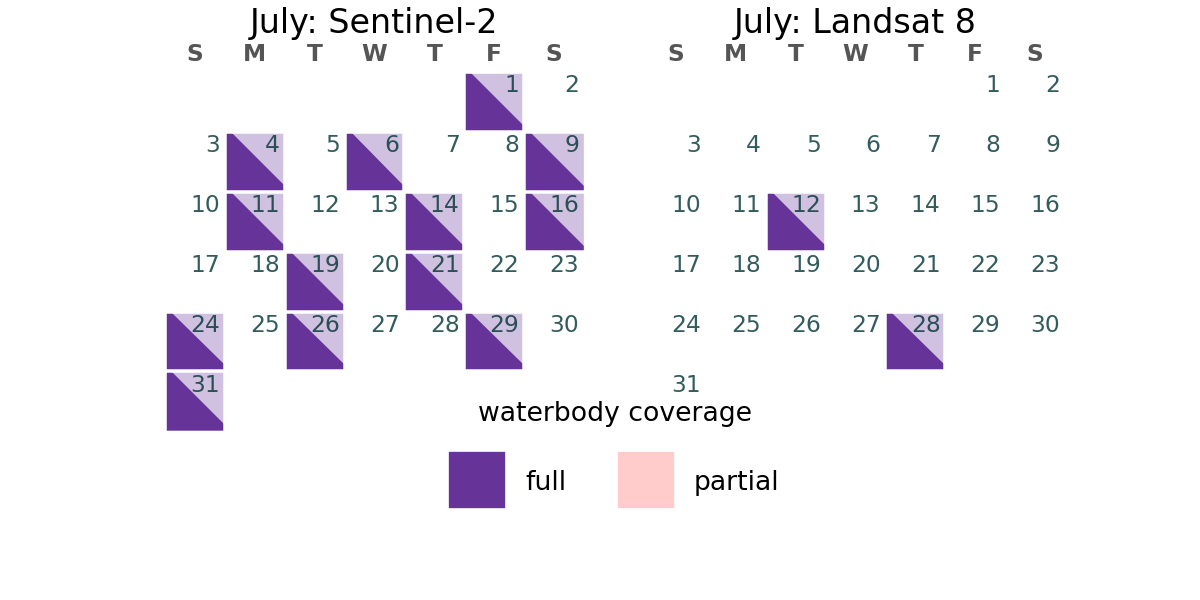 July: Sentinel-2
S M T W T F S
1 2
3 4 5 6 7 8 9
10 11 12 13 14 15 16
17 18 19 20 21 22 23
24 25 26 27 28 29 30
31
July: Landsat 8
S M T W T F S
1 2
3 4 5 6 7 8 9
10 11 12 13 14 15 16
17 18 19 20 21 22 23
24 25 26 27 28 29 30
31
waterbody coverage
full partial